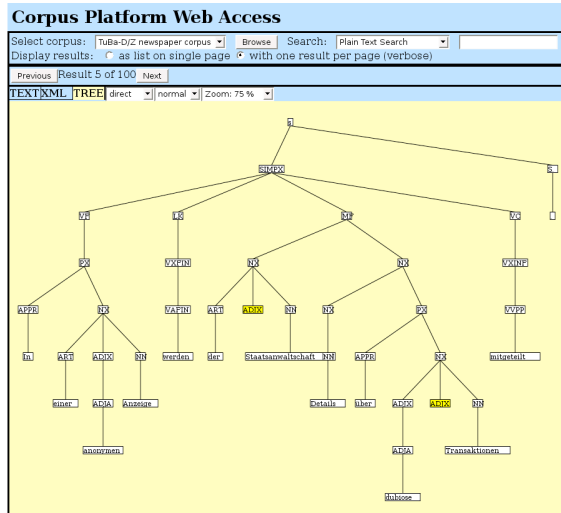 Corpus Platform Web Access
Select corpus: TuBa-D/Z newspaper corpus Browse Search: Plain Text Search
Display results: as list on single page with one result per page (verbose)
Previous Result 5 of 100 Next
TEXT XML TREE direct normal Zoom: 75 %
SIMPX S.
VF LK MF VC .
PX VXFIN NX NX VXINF
APPR NX VAFIN ART ADJX NN NX PX VVPP
In ART ADJX NN werden der Staatsanwaltschaft NN APPR NX mitgeteilt
einer ADJA Anzeige Details über ADJX ADJX NN
anonymen ADJA Transaktionen
dubiose